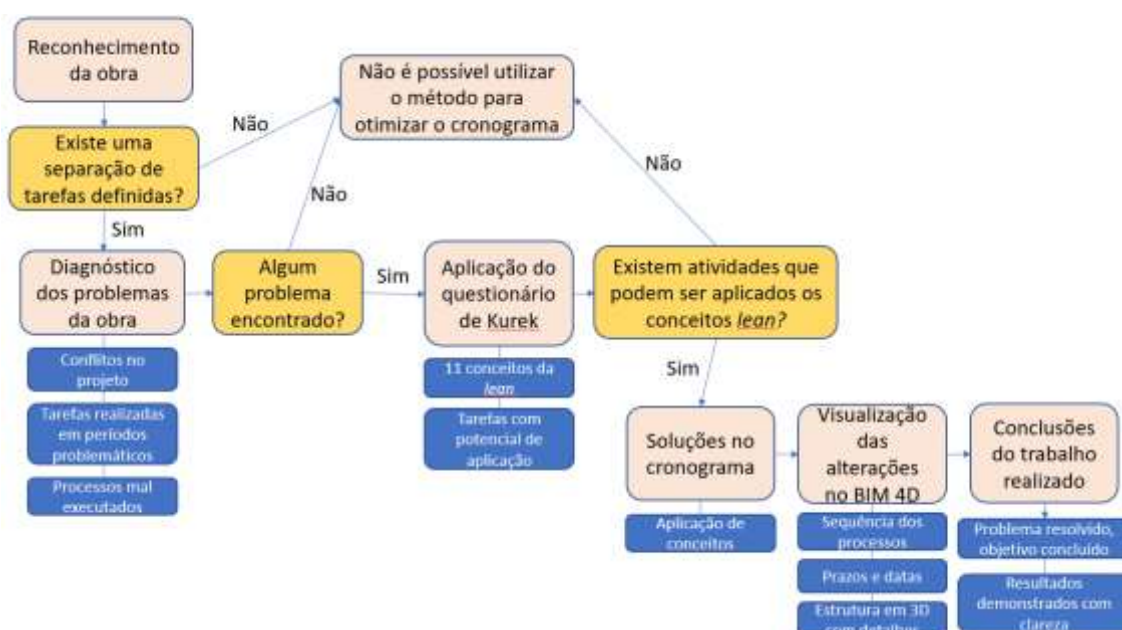 Reconhecimento
da obra
Não é possível utilizar
o método para
otimizar o cronograma
Não
Existe uma
separação de
tarefas definidas?
Não
Não
Sim
Diagnóstico
dos problemas
da obra
Algum
problema
encontrado?
Sim
Aplicação do
questionário
de Kurek
Existem atividades que
podem ser aplicados os
conceitos lean?
Conflitos no
projeto
Tarefas realizadas
em períodos
problemáticos
Processos mal
executados
11 conceitos da
lean
Tarefas com
potencial de
aplicação
Sim
Soluções no
cronograma
Visualização
das
alterações
no BIM 4D
Conclusões
do trabalho
realizado
Aplicação de
conceitos
Sequência dos
processos
Prazos e datas
Estrutura em 3D
com detalhes
Problema resolvido,
objetivo concluído
Resultados
demonstrados com
clareza